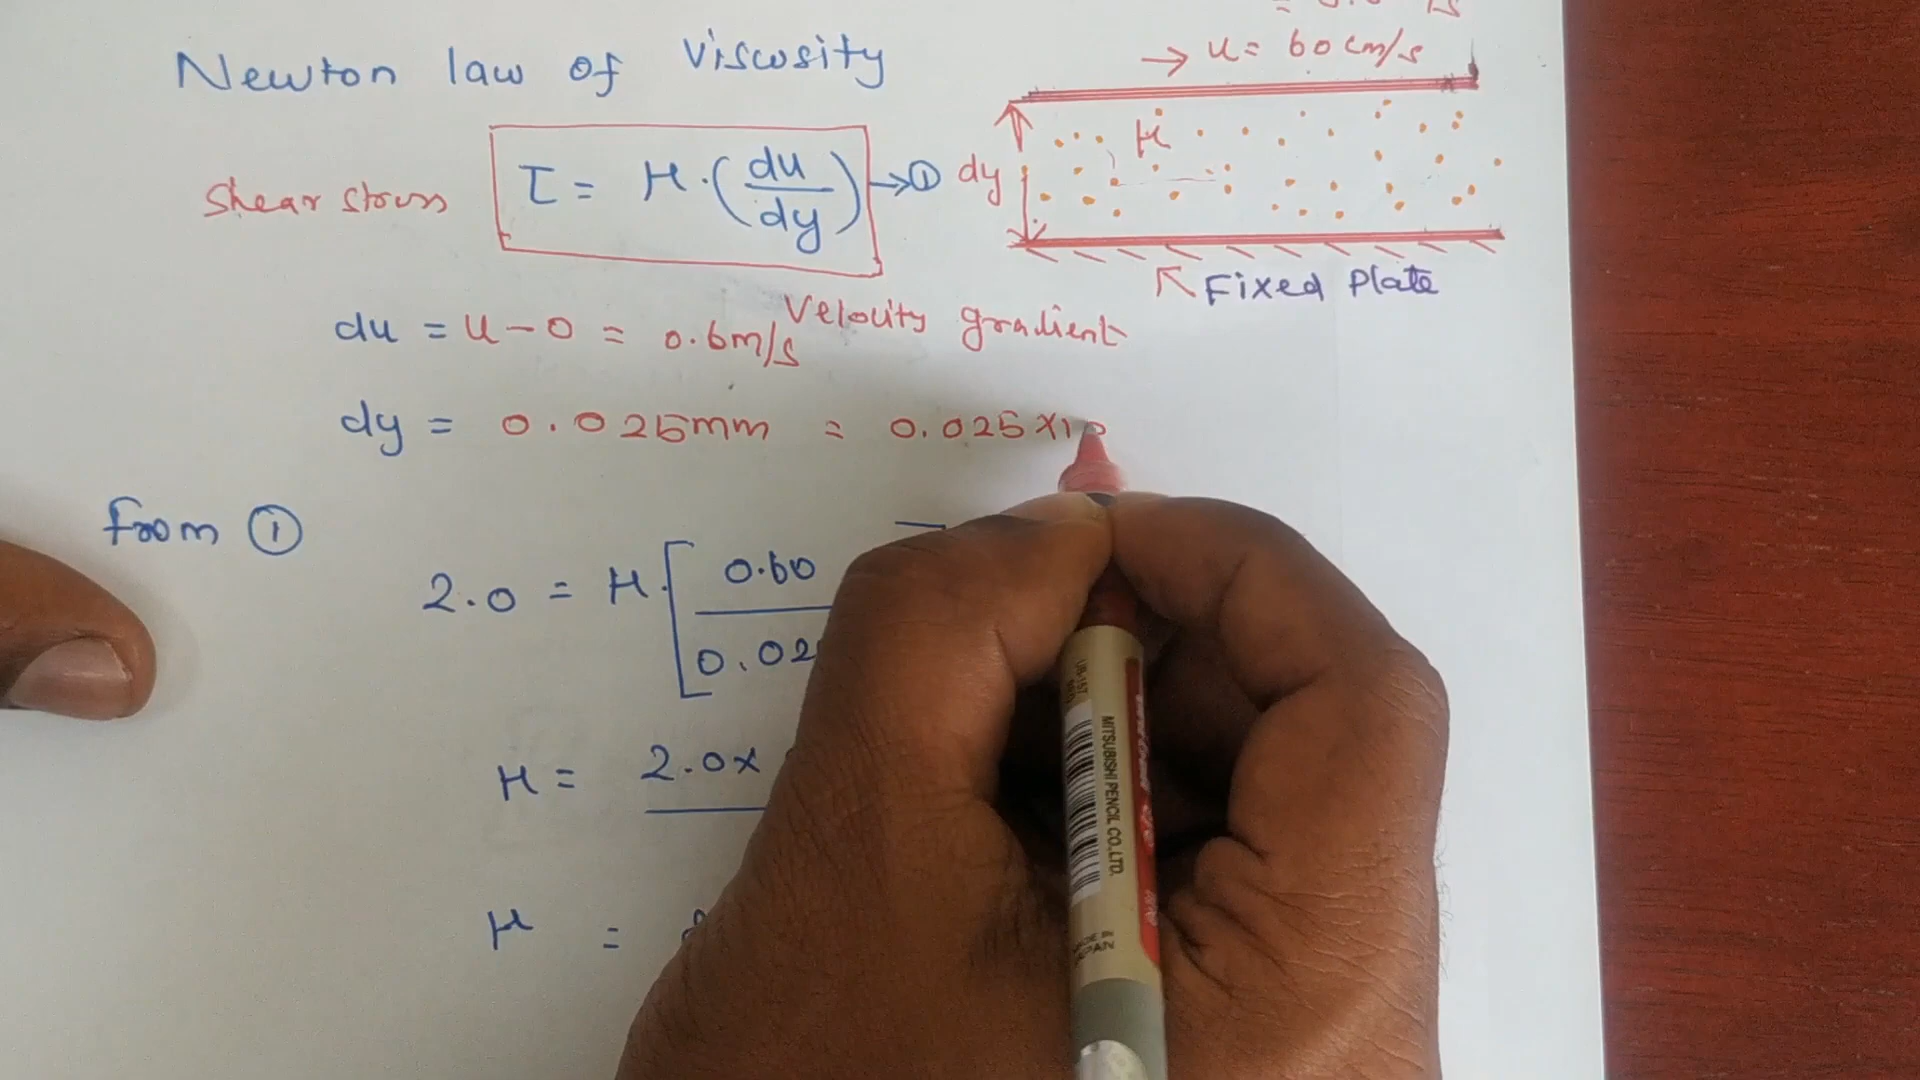 Newton law of Viscosity
→ u = 60 cm/s
Shear stress τ = μ.(du/dy) → ①
dy
μ
Fixed Plate
Velocity gradient
du = u - 0 = 0.6m/s
dy = 0.025mm = 0.025 x10
From ①
2.0 = μ.[0.60
0.02
μ = 2.0x
μ =
MITSUBISHI PENCIL CO.,LTD.